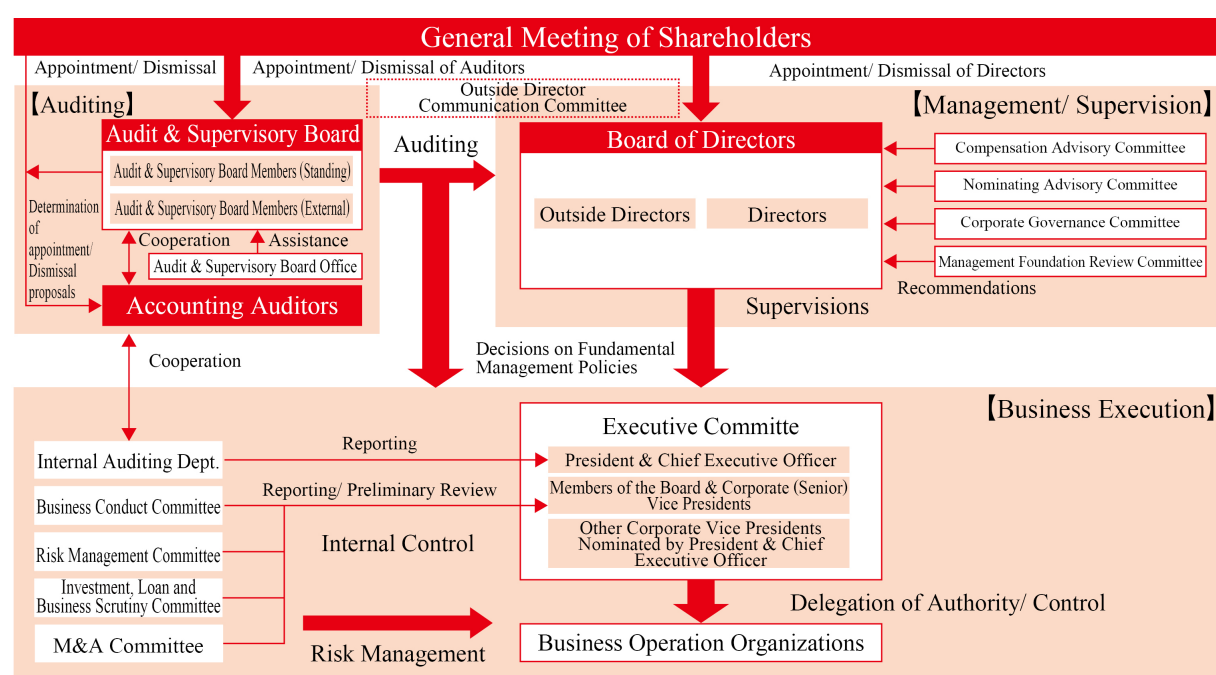 General Meeting of Shareholders
Appointment/ Dismissal
Appointment/ Dismissal of Auditors
Appointment/ Dismissal of Directors
Outside Director
Communication Committee
【Auditing】
Audit & Supervisory Board
Audit & Supervisory Board Members (Standing)
Audit & Supervisory Board Members (External)
Determination
of
appointment/
Dismissal
proposals
Cooperation
Assistance
Audit & Supervisory Board Office
Accounting Auditors
Auditing
【Management/ Supervision】
Board of Directors
Outside Directors
Directors
Compensation Advisory Committee
Nominating Advisory Committee
Corporate Governance Committee
Management Foundation Review Committee
Recommendations
Supervisions
Cooperation
Decisions on Fundamental
Management Policies
【Business Execution】
Executive Committe
President & Chief Executive Officer
Members of the Board & Corporate (Senior)
Vice Presidents
Other Corporate Vice Presidents
Nominated by President & Chief
Executive Officer
Internal Auditing Dept.
Reporting
Business Conduct Committee
Reporting/ Preliminary Review
Risk Management Committee
Internal Control
Investment, Loan and
Business Scrutiny Committee
M&A Committee
Risk Management
Delegation of Authority/ Control
Business Operation Organizations